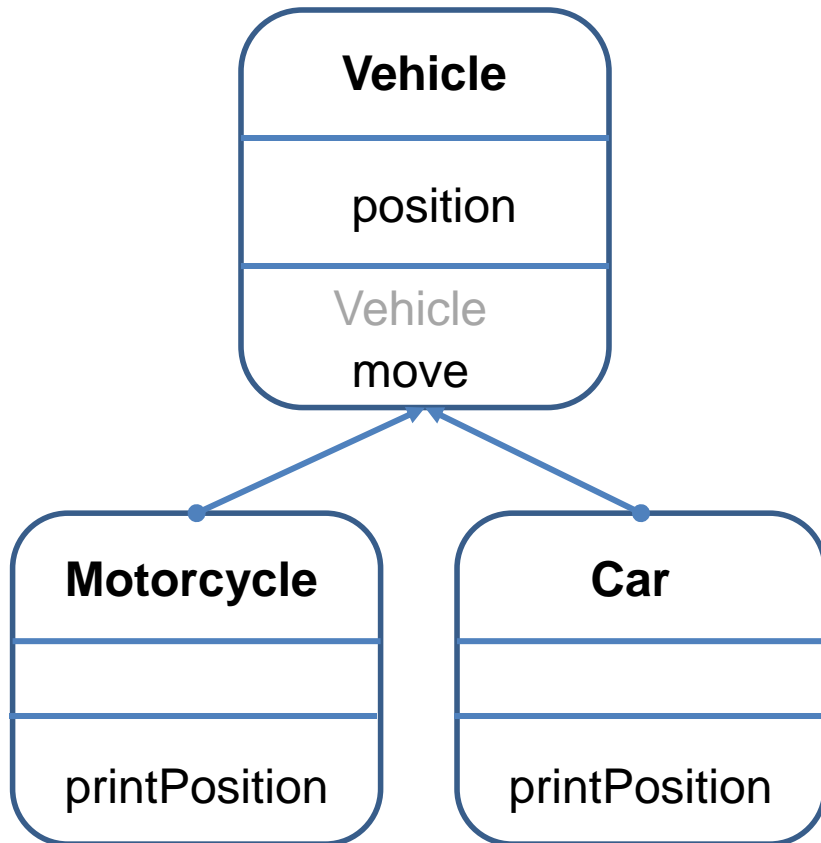 Vehicle
position
Vehicle
move
Motorcycle
printPosition
Car
printPosition